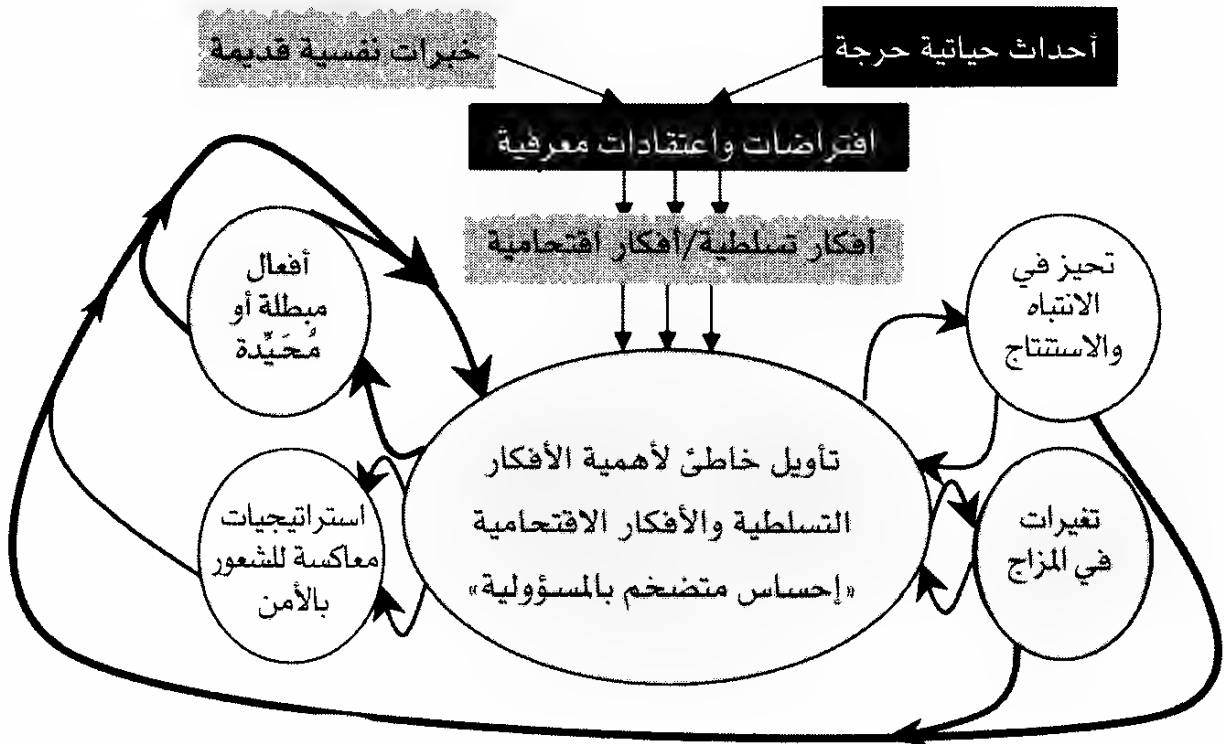 أحداث حياتية حرجة
خبرات نفسية قديمة
افتراضات واعتقادات معرفية
أفكار تسلطية/أفكار اقتحامية
تحيز في
الانتباه
والاستنتاج
أفعال
مبطلة أو
مُحَيِّدة
تأويل خاطئ لأهمية الأفكار
التسلطية والأفكار الاقتحامية
«إحساس متضخم بالمسؤولية»
تغيرات
في المزاج
استراتيجيات
معاكسة للشعور
بالأمن